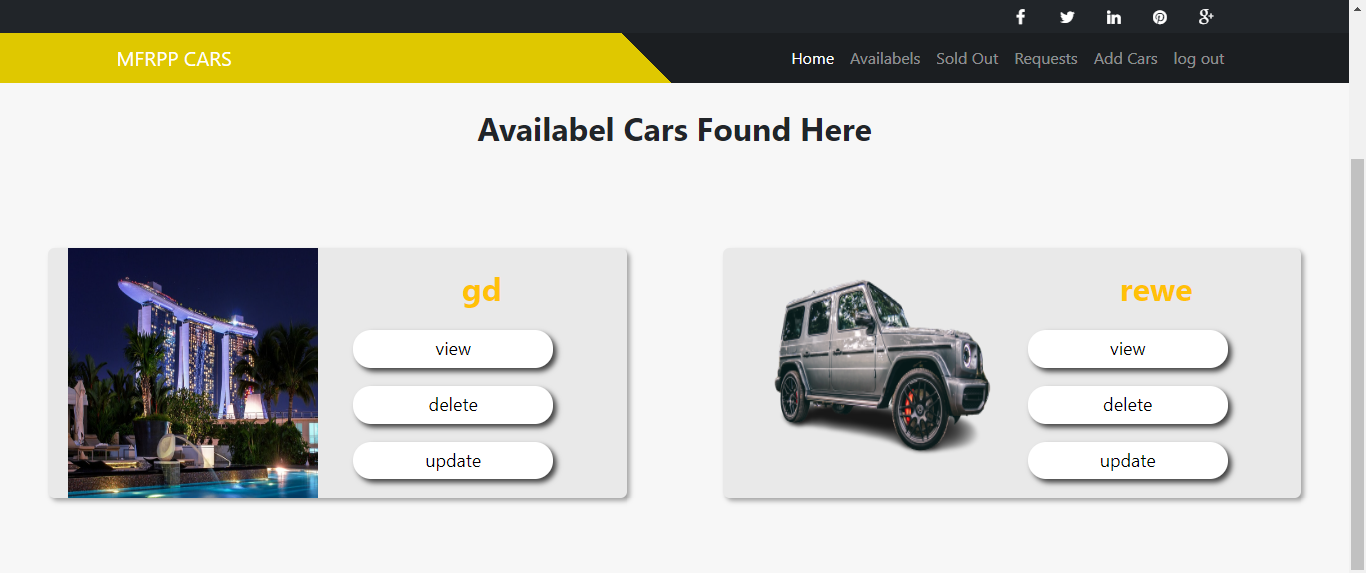 MFRPP CARS
Home Availabels Sold Out Requests Add Cars log out
Availabel Cars Found Here
gd
view
delete
update
rewe
view
delete
update